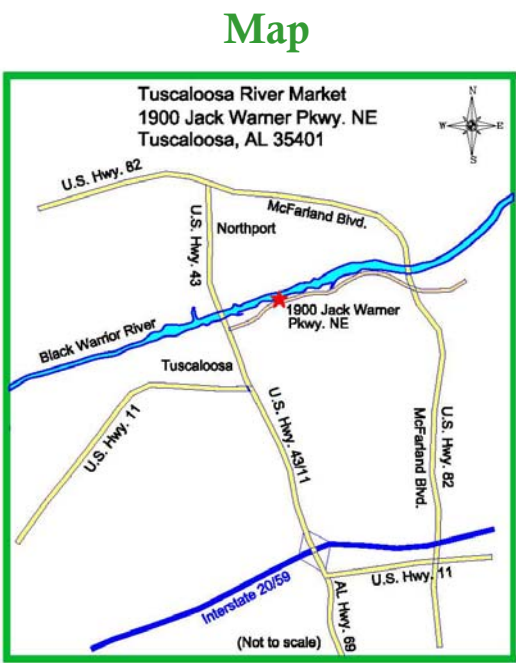 Map
Tuscaloosa River Market
1900 Jack Warner Pkwy. NE
Tuscaloosa, AL 35401
N
W
E
S
U.S. Hwy. 82
McFarland Blvd.
U.S. Hwy. 43
Northport
1900 Jack Warner
Pkwy. NE
Black Warrior River
Tuscaloosa
U.S. Hwy. 11
U.S. Hwy. 43/11
McFarland Blvd.
U.S. Hwy. 82
Interstate 20/59
U.S. Hwy. 11
AL Hwy. 69
(Not to scale)